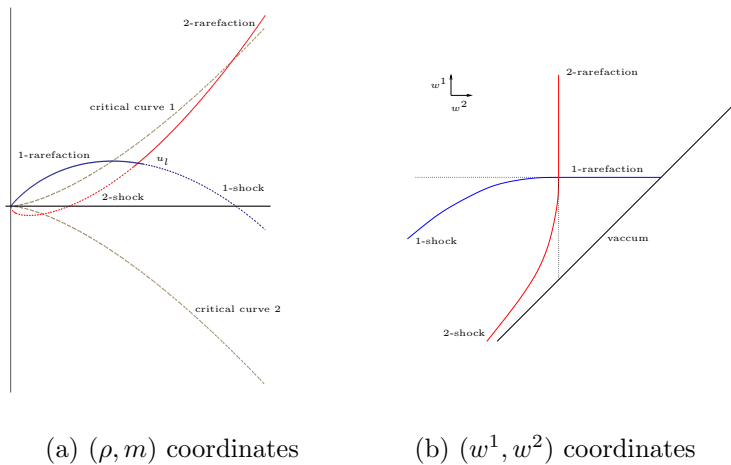 2-rarefaction
critical curve 1
1-rarefaction
u_l
2-shock
1-shock
critical curve 2
(a) (ρ, m) coordinates
w^1
w^2
2-rarefaction
1-rarefaction
1-shock
vaccum
2-shock
(b) (w^1, w^2) coordinates